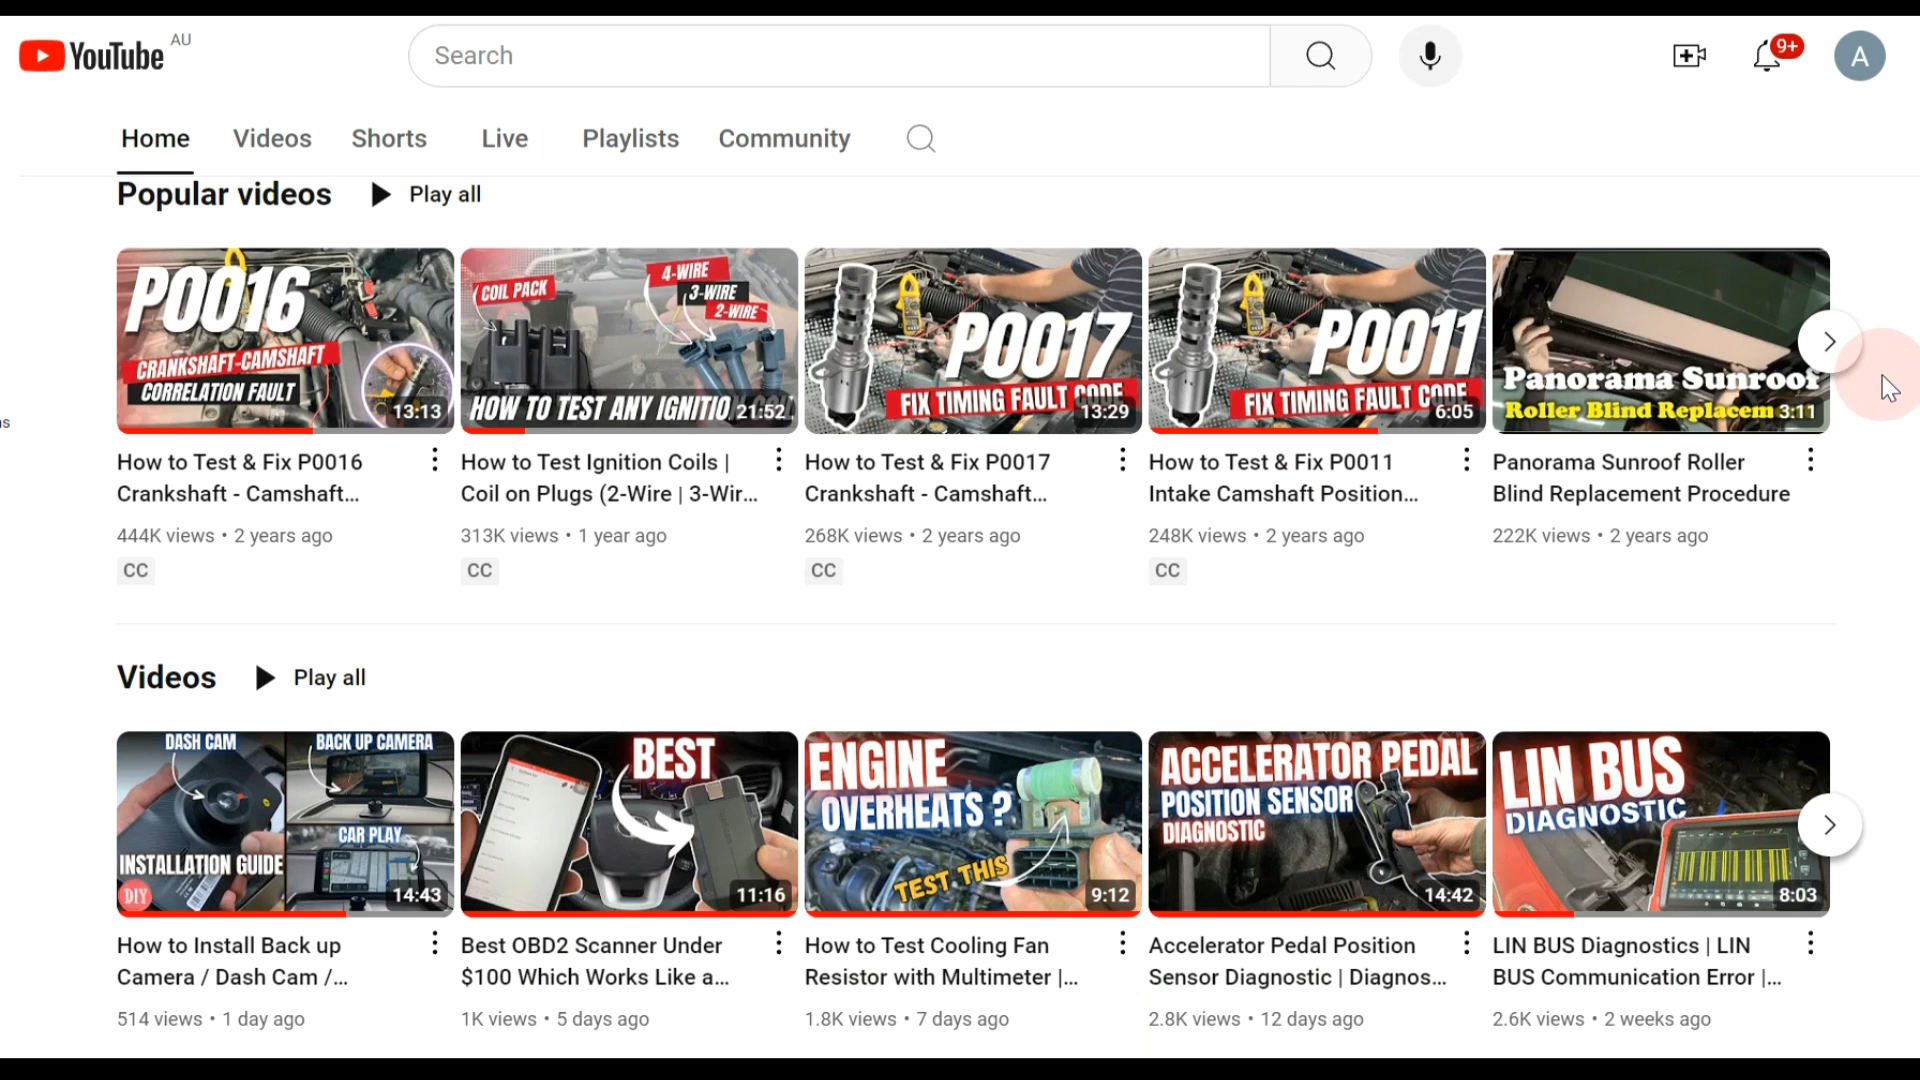 YouTube AU
Search
9+
A
Home Videos Shorts Live Playlists Community
Popular videos Play all
P0016
CRANKSHAFT-CAMSHAFT
CORRELATION FAULT
13:13
COIL PACK
4-WIRE
3-WIRE
2-WIRE
HOW TO TEST ANY IGNITIO
21:52
P0017
FIX TIMING FAULT CODE
13:29
P0011
FIX TIMING FAULT CODE
6:05
Panorama Sunroof
Roller Blind Replacem
3:11
How to Test & Fix P0016
Crankshaft - Camshaft...
444K views • 2 years ago
CC
How to Test Ignition Coils |
Coil on Plugs (2-Wire | 3-Wir...
313K views • 1 year ago
CC
How to Test & Fix P0017
Crankshaft - Camshaft...
268K views • 2 years ago
CC
How to Test & Fix P0011
Intake Camshaft Position...
248K views • 2 years ago
CC
Panorama Sunroof Roller
Blind Replacement Procedure
222K views • 2 years ago
Videos Play all
DASH CAM
BACK UP CAMERA
CAR PLAY
INSTALLATION GUIDE
DIY
14:43
BEST
11:16
ENGINE
OVERHEATS ?
TEST THIS
9:12
ACCELERATOR PEDAL
POSITION SENSOR
DIAGNOSTIC
14:42
LIN BUS
DIAGNOSTIC
8:03
How to Install Back up
Camera / Dash Cam /...
514 views • 1 day ago
Best OBD2 Scanner Under
$100 Which Works Like a...
1K views • 5 days ago
How to Test Cooling Fan
Resistor with Multimeter |...
1.8K views • 7 days ago
Accelerator Pedal Position
Sensor Diagnostic | Diagnos...
2.8K views • 12 days ago
LIN BUS Diagnostics | LIN
BUS Communication Error |...
2.6K views • 2 weeks ago